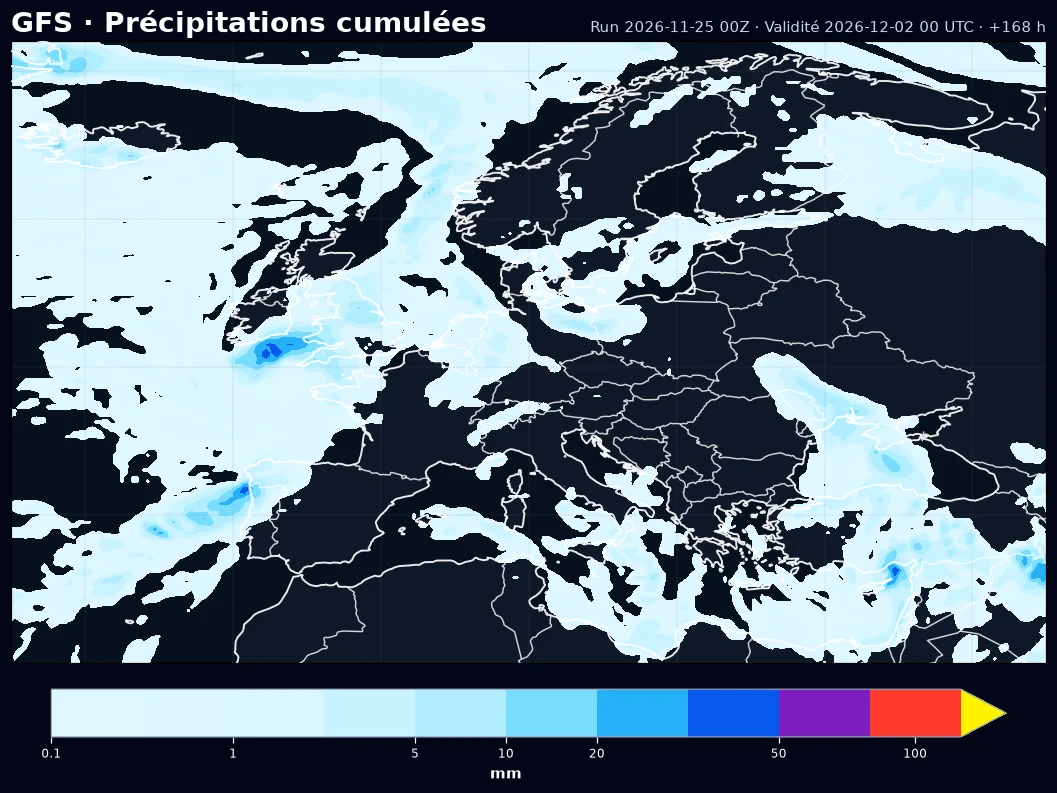 GFS · Précipitations cumulées
Run 2026-11-25 00Z · Validité 2026-12-02 00 UTC · +168 h
0.1 1 5 10 20 50 100
mm